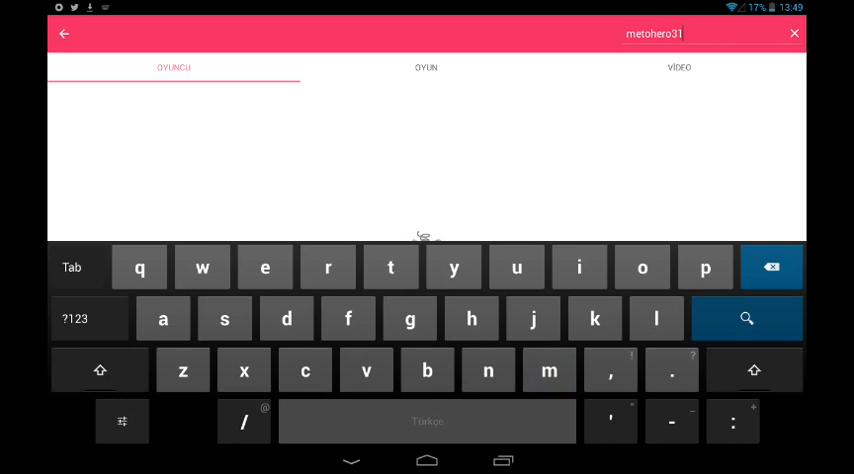 17% 13:49
metohero31
OYUNCU OYUN VİDEO
Tab q w e r t y u i o p
?123 a s d f g h j k l
z x c v b n m , ! . ?
/ @ Türkçe ' " - _ : +